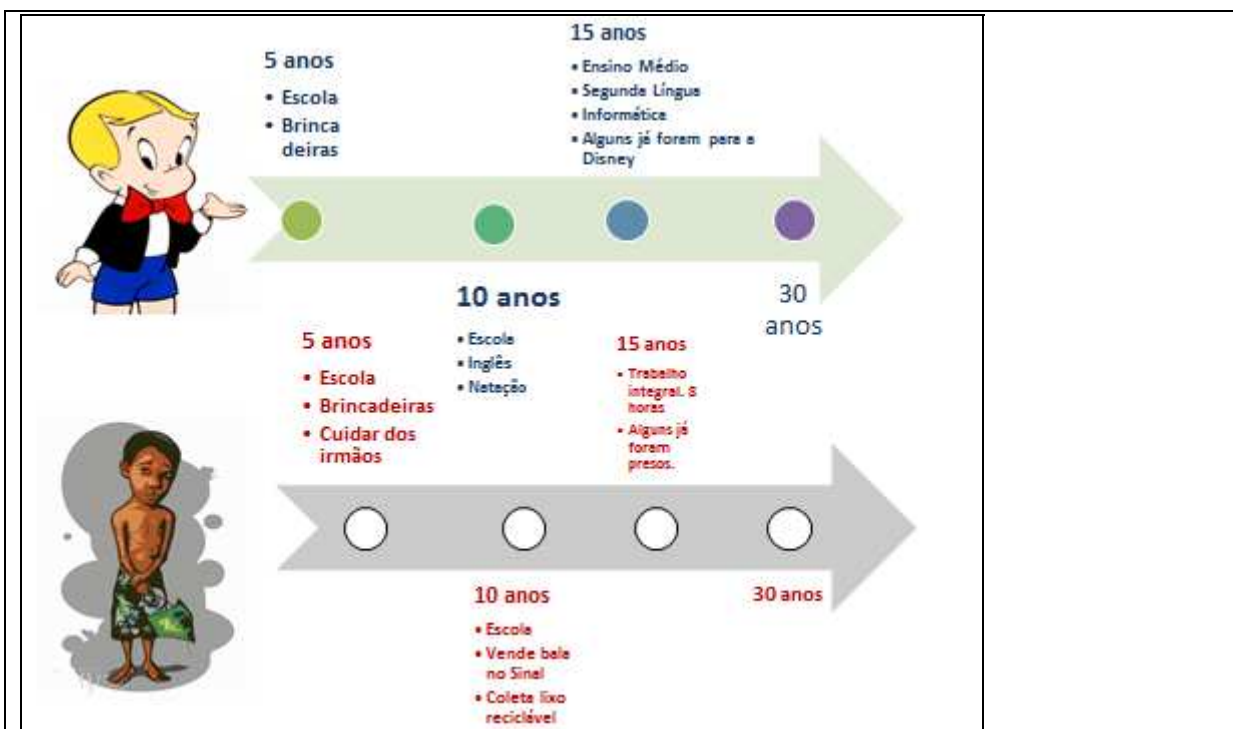 5 anos
• Escola
• Brinca
deiras
15 anos
• Ensino Médio
• Segunda Língua
• Informática
• Alguns já foram para a
Disney
10 anos
• Escola
• Inglês
• Natação
30
anos
5 anos
• Escola
• Brincadeiras
• Cuidar dos
irmãos
15 anos
• Trabalho
integral. 8
horas
• Alguns já
foram
presos.
10 anos
• Escola
• Vende bala
no Sinal
• Coleta lixo
reciclável
30 anos